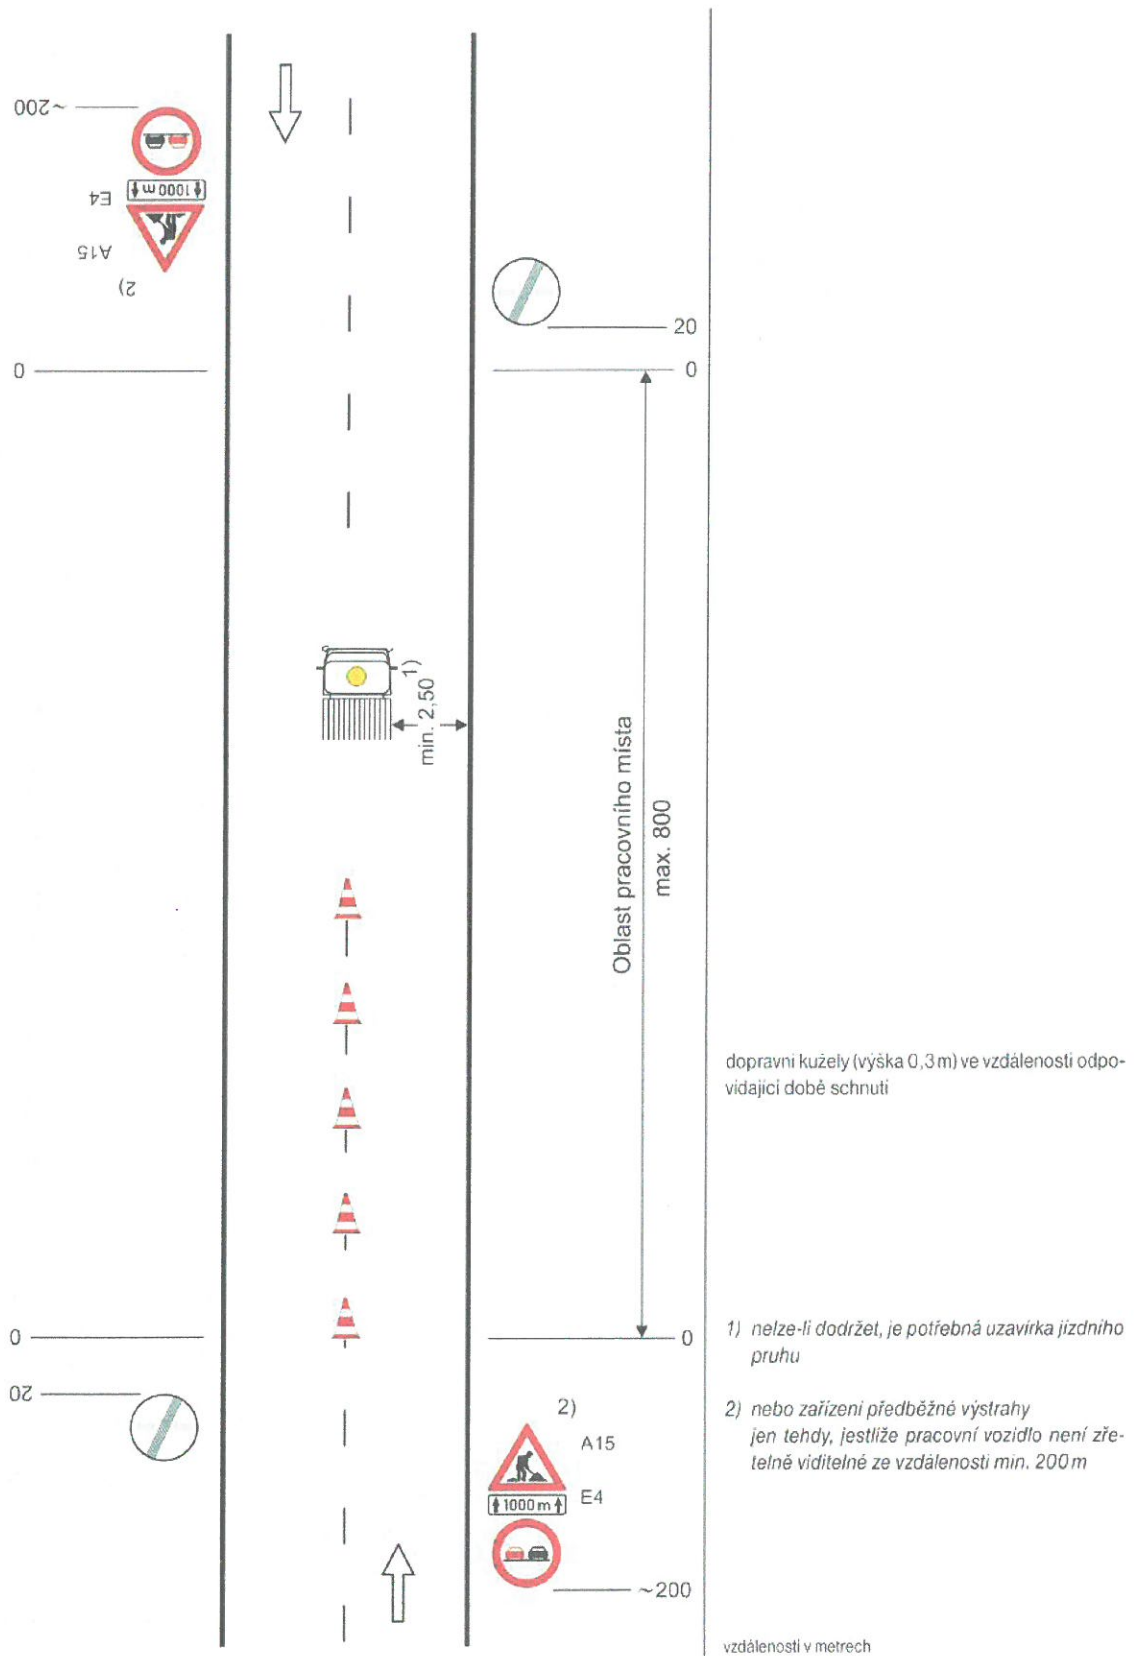 ~200
E4
1000 m
A15
2)
20
0
0
1)
min. 2,50
Oblast pracovního místa
max. 800
dopravní kužely (výška 0,3 m) ve vzdálenosti odpo-
vídající době schnutí
0
0
1) nelze-li dodržet, je potřebná uzavírka jízdního
pruhu
20
2)
A15
1000 m
E4
~200
2) nebo zařízení předběžné výstrahy
jen tehdy, jestliže pracovní vozidlo není zře-
telně viditelné ze vzdálenosti min. 200 m
vzdálenosti v metrech